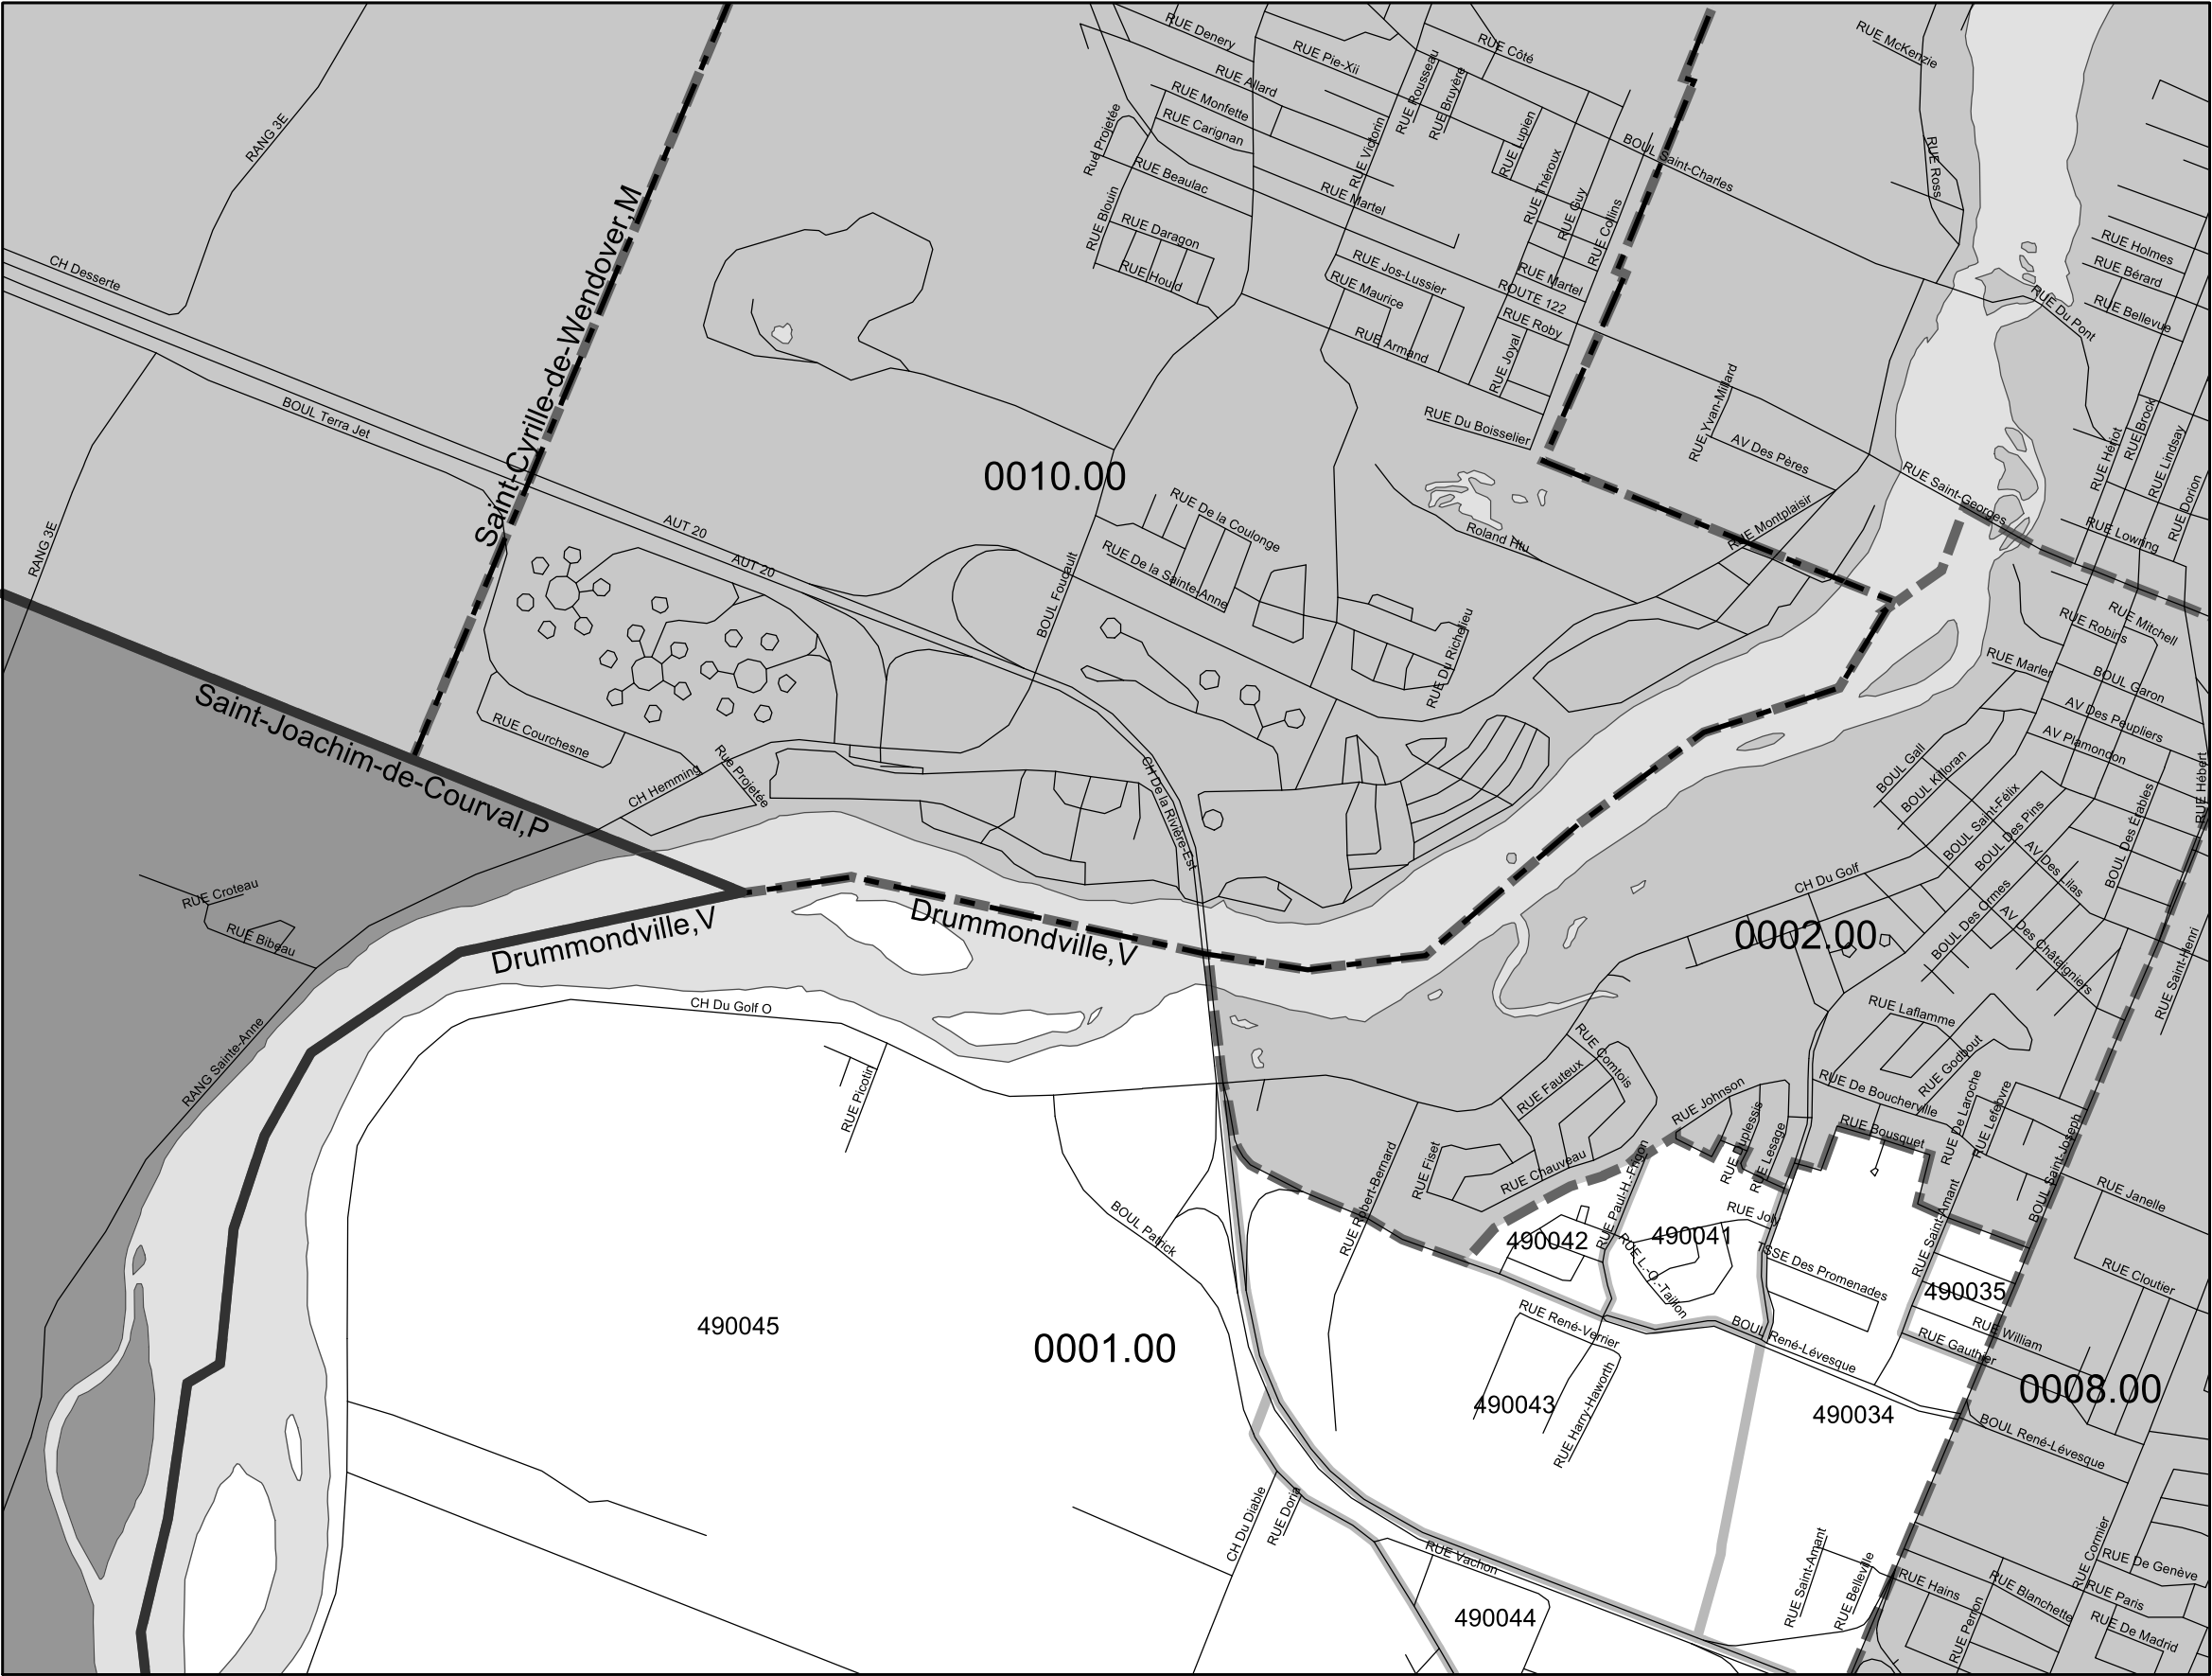 RUE Denery
RUE Pie-Xii
RUE Côté
RUE McKenzie
RUE Allard
RUE Rousseau
RUE Bruyère
RUE Monfette
RUE Carignan
RANG 3E
Rue Projetée
RUE Vigorin
RUE Lupien
BOUL Saint-Charles
RUE Ross
RUE Beaulac
RUE Martel
RUE Théroux
RUE Guy
RUE Collins
RUE Blouin
RUE Daragon
RUE Hould
RUE Jos-Lussier
RUE Maurice
RUE Martel
ROUTE 122
RUE Roby
RUE Armand
RUE Joyal
RUE Holmes
RUE Bérard
RUE Bellevue
RUE Du Pont
CH Desserte
Saint-Cyrille-de-Wendover,M
BOUL Terra Jet
RUE Du Boisselier
RUE Yvan-Millard
AV Des Pères
RUE Hériot
RUE Brock
RUE Lindsay
RUE Dorion
0010.00
RUE Saint-Georges
RUE Lowring
RUE De la Coulonge
RUE De la Sainte-Anne
Roland Htu
RUE Montplaisir
AUT 20
AUT 20
RANG 3E
BOUL Foucault
RUE Du Richelieu
RUE Mitchell
RUE Robins
RUE Marler
BOUL Garon
AV Des Peupliers
AV Plamondon
Saint-Joachim-de-Courval,P
RUE Courchesne
CH Hemming
Rue Projetée
CH De la Rivière-Est
BOUL Gall
BOUL Killoran
BOUL Saint-Félix
BOUL Des Pins
AV Des Lilas
BOUL Des Érables
RUE Hébert
RUE Croteau
RUE Bibeau
Drummondville,V
Drummondville,V
CH Du Golf
0002.00
BOUL Des Ormes
AV Des Châtaigniers
RUE Saint-Henri
CH Du Golf O
RANG Sainte-Anne
RUE Picotin
RUE Laflamme
RUE Godbout
RUE Comtois
RUE Fauteux
RUE Johnson
RUE De Boucherville
RUE Bousquet
RUE De Laroche
RUE Lefebvre
RUE Duplessis
RUE Lesage
BOUL Saint-Joseph
RUE Fiset
RUE Chauveau
RUE Robert-Bernard
RUE Paul-H.-Frigon
RUE Joly
BOUL Patrick
490042
490041
RUE L.-O.-Taillon
TSSE Des Promenades
RUE Saint-Amant
490035
RUE Janelle
RUE Cloutier
490045
0001.00
RUE René-Verrier
BOUL René-Lévesque
RUE William
RUE Gauthier
0008.00
490043
RUE Harry-Haworth
490034
BOUL René-Lévesque
CH Du Diable
RUE Doria
RUE Vachon
490044
RUE Saint-Amant
RUE Belleville
RUE Hains
RUE Perron
RUE Blanchette
RUE Cormier
RUE De Genève
RUE Paris
RUE De Madrid